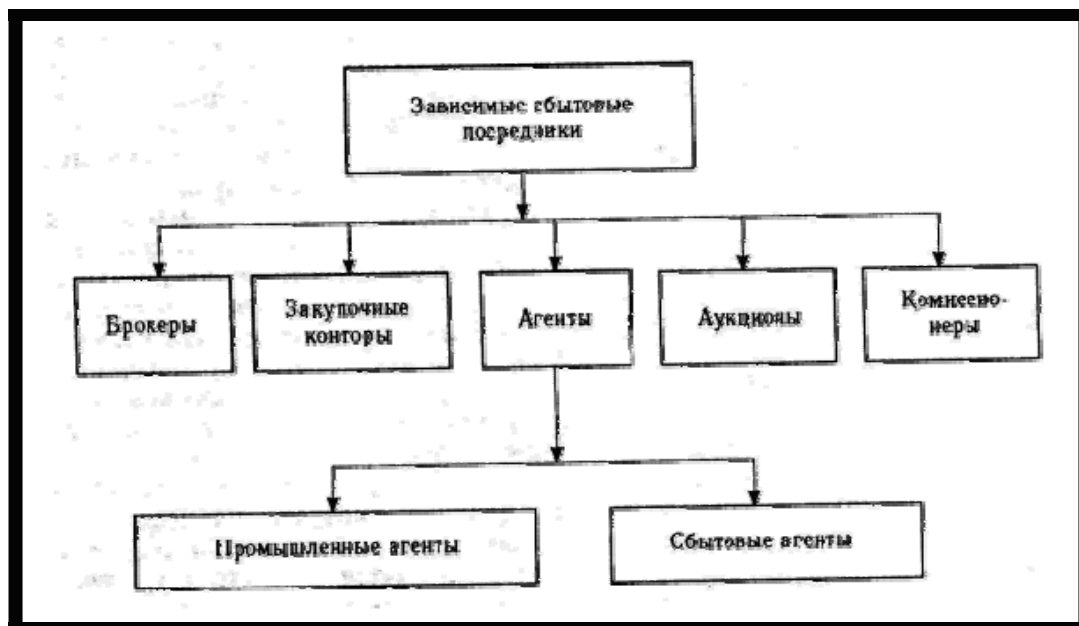 Зависимые сбытовые
посредники
Брокеры
Закупочные
конторы
Агенты
Аукционы
Комиссио-
неры
Промышленные агенты
Сбытовые агенты